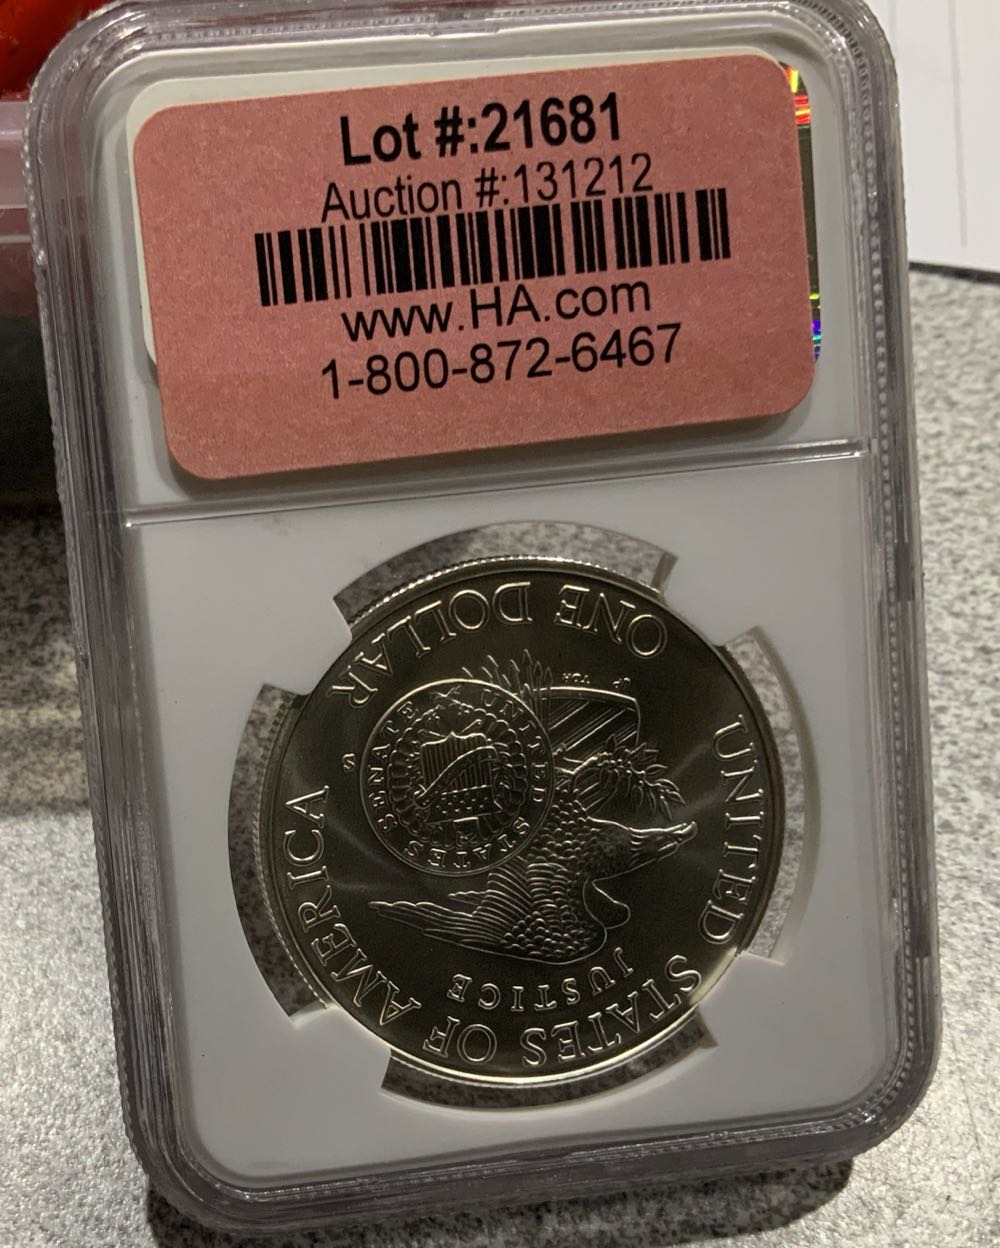 Lot #:21681
Auction #:131212
www.HA.com
1-800-872-6467
UNITED STATES OF AMERICA
JUSTICE
UNITED STATES SENATE
S
JP
ONE DOLLAR